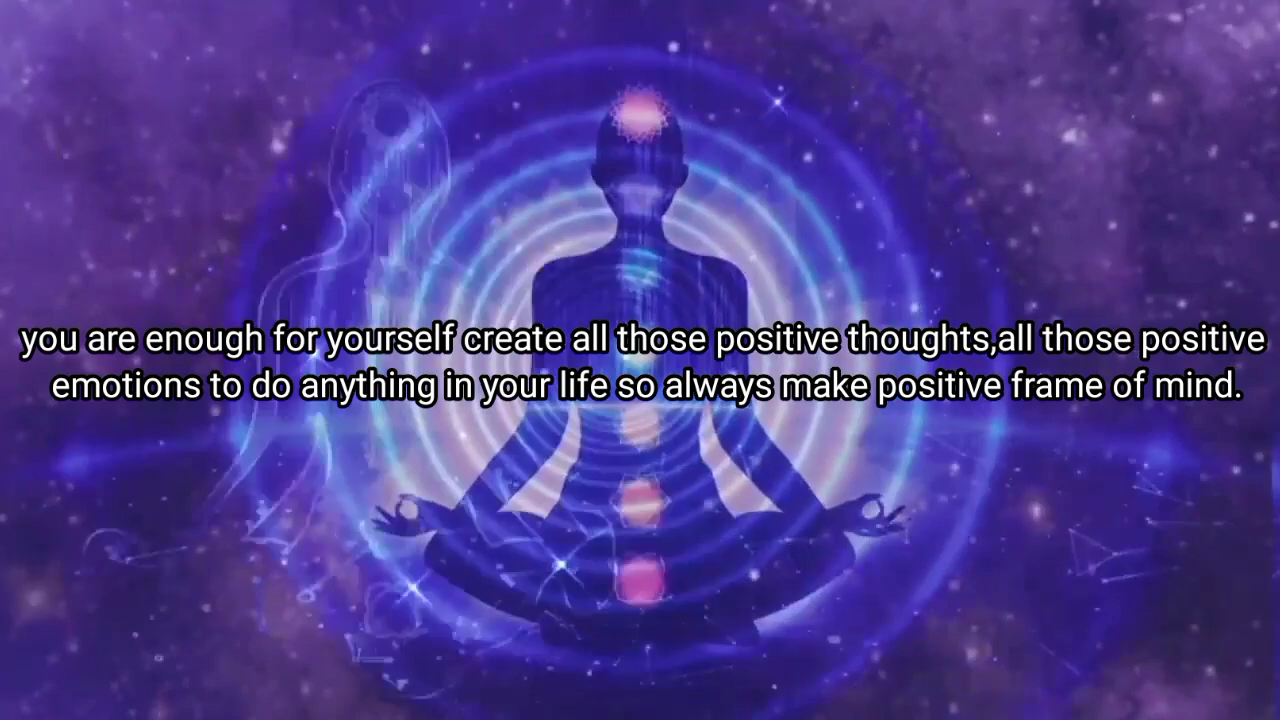 you are enough for yourself create all those positive thoughts,all those positive
emotions to do anything in your life so always make positive frame of mind.